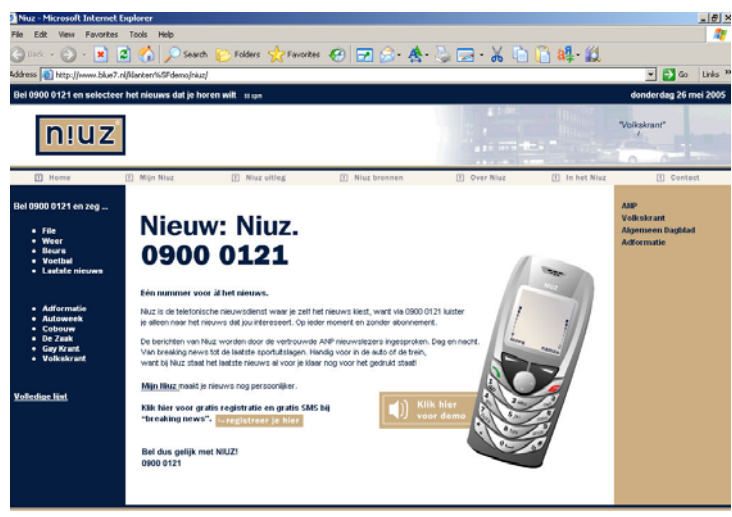 Niuz - Microsoft Internet Explorer
File Edit View Favorites Tools Help
Back Search Folders Favorites
Address http://www.blue7.nl/klanten%5Fdemo/niuz/ Go Links
Bel 0900 0121 en selecteer het nieuws dat je horen wilt
donderdag 26 mei 2005
n!uz
"Volkskrant"
Home Mijn Niuz Niuz uitleg Niuz bronnen Over Niuz In het Niuz Contact
Bel 0900 0121 en zeg ...
File
Weer
Beurs
Voetbal
Laatste nieuws
Adformatie
Autoweek
Cobouw
De Zaak
Gay Krant
Volkskrant
Volledige lijst
Nieuw: Niuz.
0900 0121
Eén nummer voor àl het nieuws.
Niuz is de telefonische nieuwsdienst waar je zelf het nieuws kiest, want via 0900 0121 luister
je alleen naar het nieuws dat jou interesseert. Op ieder moment en zonder abonnement.
De berichten van Niuz worden door de vertrouwde ANP nieuwslezers ingesproken. Dag en nacht.
Van breaking news tot de laatste sportuitslagen. Handig voor in de auto of de trein,
want bij Niuz staat het laatste nieuws al voor je klaar nog voor het gedrukt staat!
Mijn Niuz maakt je nieuws nog persoonlijker.
Klik hier voor gratis registratie en gratis SMS bij
"breaking news". registreer je hier
Klik hier
voor demo
Bel dus gelijk met NIUZ!
0900 0121
NIUZ
ANP
Volkskrant
Algemeen Dagblad
Adformatie